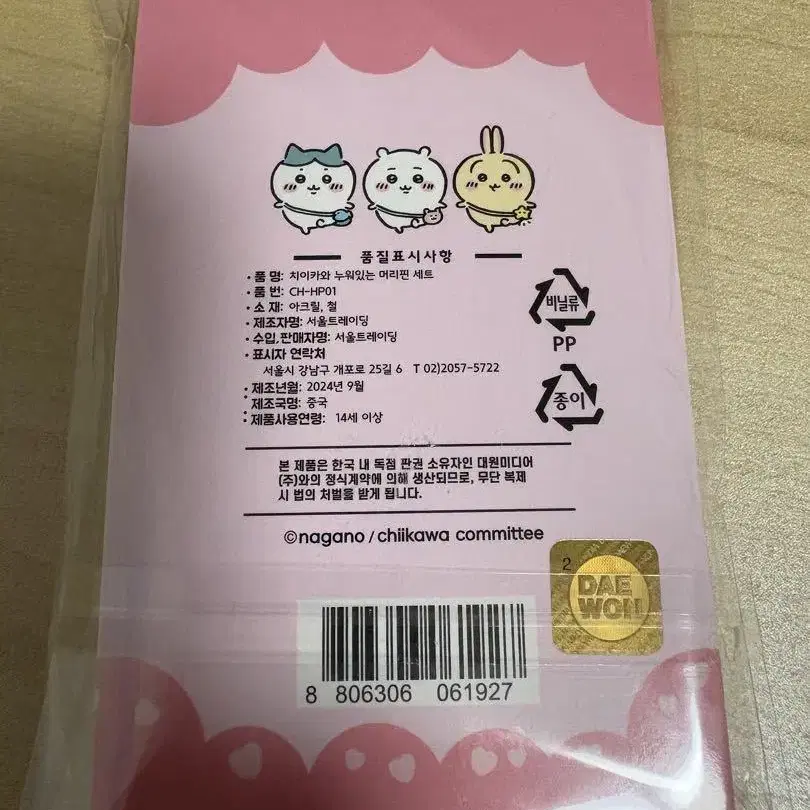 품질표시사항
• 품 명: 치이카와 누워있는 머리핀 세트
• 품 번: CH-HP01
• 소 재: 아크릴, 철
• 제조자명: 서울트레이딩
• 수입,판매자명: 서울트레이딩
• 표시자 연락처
서울시 강남구 개포로 25길 6 T 02)2057-5722
• 제조년월: 2024년 9월
• 제조국명: 중국
• 제품사용연령: 14세 이상
비닐류
PP
종이
본 제품은 한국 내 독점 판권 소유자인 대원미디어
(주)와의 정식계약에 의해 생산되므로, 무단 복제
시 법의 처벌을 받게 됩니다.
©nagano / chiikawa committee
2
DAE
WON
8 806306 061927